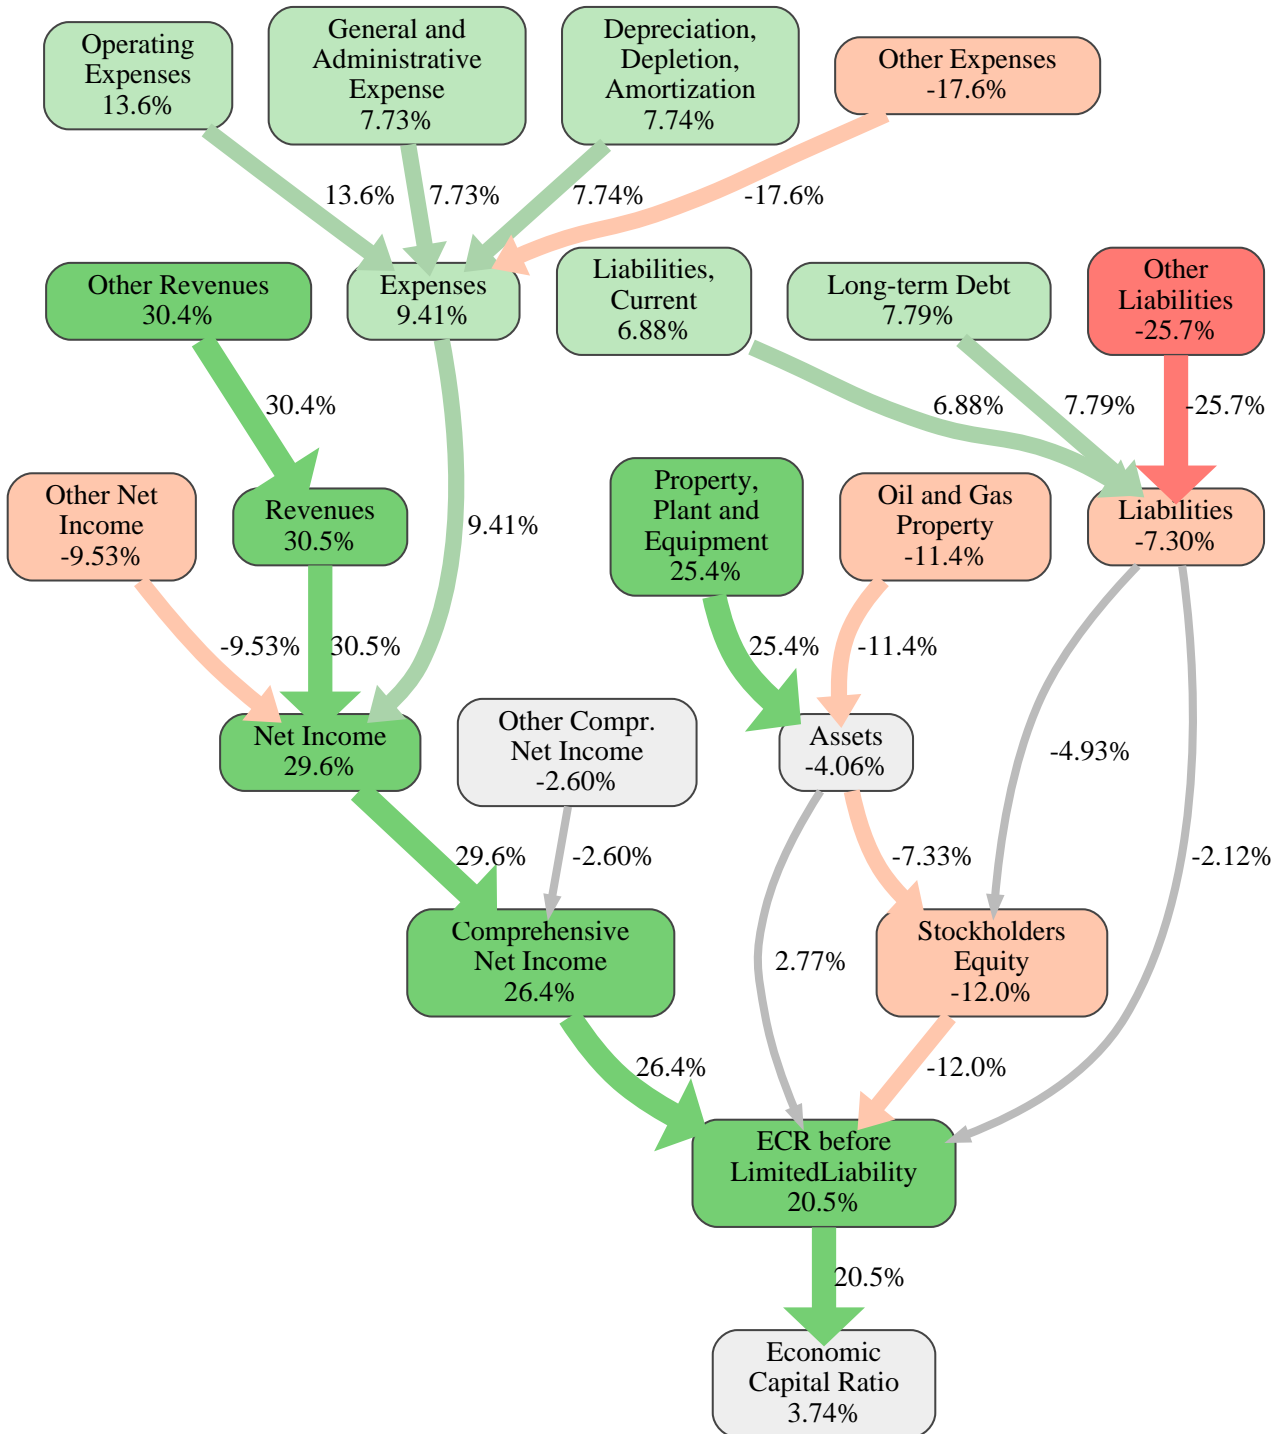 Operating
Expenses
13.6%
General and
Administrative
Expense
7.73%
Depreciation,
Depletion,
Amortization
7.74%
Other Expenses
-17.6%
13.6%
7.73%
7.74%
-17.6%
Other Revenues
30.4%
Expenses
9.41%
Liabilities,
Current
6.88%
Long-term Debt
7.79%
Other
Liabilities
-25.7%
30.4%
6.88%
7.79%
-25.7%
Other Net
Income
-9.53%
Revenues
30.5%
9.41%
Property,
Plant and
Equipment
25.4%
Oil and Gas
Property
-11.4%
Liabilities
-7.30%
-9.53%
30.5%
25.4%
-11.4%
Net Income
29.6%
Other Compr.
Net Income
-2.60%
Assets
-4.06%
-4.93%
29.6%
-2.60%
-7.33%
-2.12%
Comprehensive
Net Income
26.4%
2.77%
Stockholders
Equity
-12.0%
26.4%
-12.0%
ECR before
LimitedLiability
20.5%
20.5%
Economic
Capital Ratio
3.74%